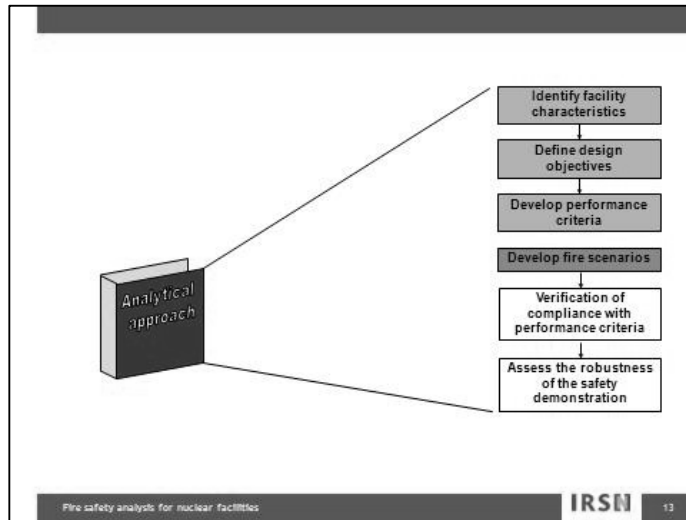 Identify facility
characteristics
Define design
objectives
Develop performance
criteria
Develop fire scenarios
Verification of
compliance with
performance criteria
Assess the robustness
of the safety
demonstration
Analytical
approach
Fire safety analysis for nuclear facilities
IRSN
13